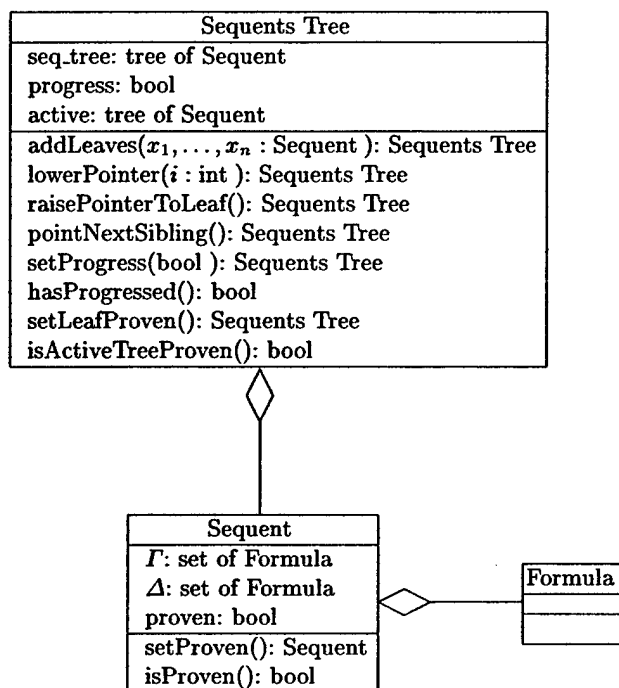 Sequents Tree
seq_tree: tree of Sequent
progress: bool
active: tree of Sequent
addLeaves(x₁,...,xₙ : Sequent ): Sequents Tree
lowerPointer(i : int ): Sequents Tree
raisePointerToLeaf(): Sequents Tree
pointNextSibling(): Sequents Tree
setProgress(bool ): Sequents Tree
hasProgressed(): bool
setLeafProven(): Sequents Tree
isActiveTreeProven(): bool
Sequent
Γ: set of Formula
Δ: set of Formula
proven: bool
setProven(): Sequent
isProven(): bool
Formula